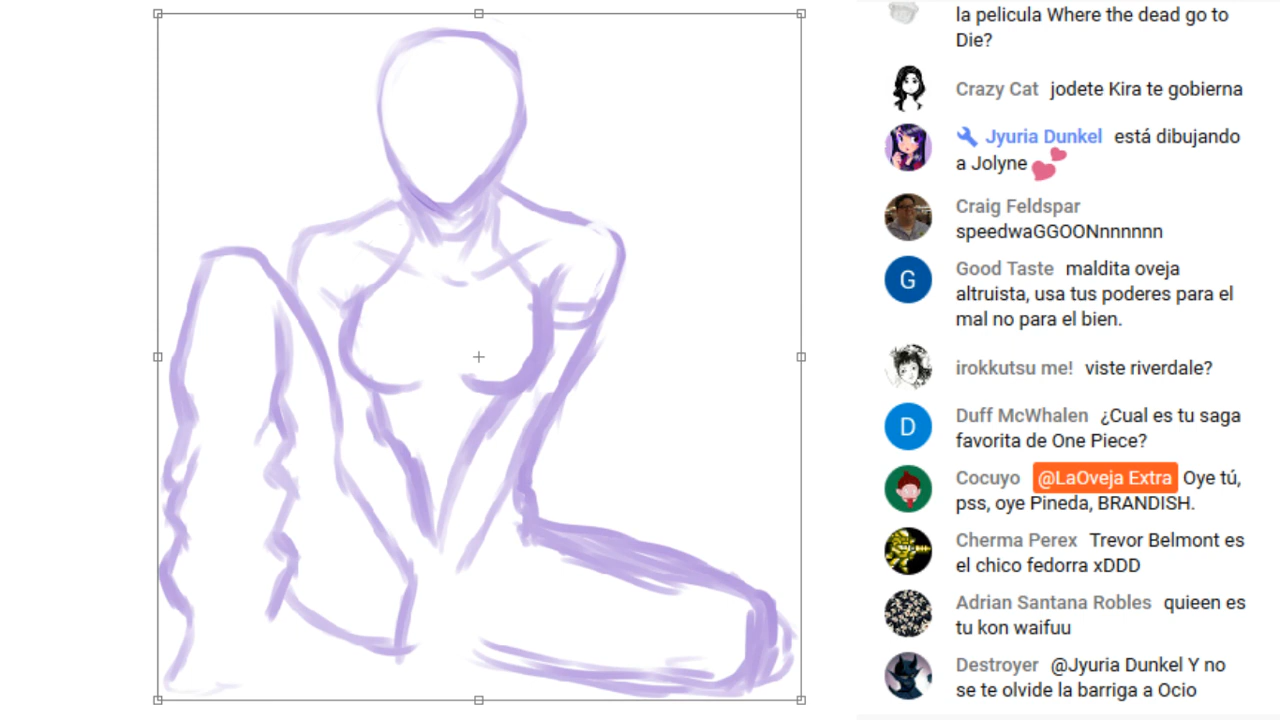 la pelicula Where the dead go to
Die?
Crazy Cat jodete Kira te gobierna
Jyuria Dunkel está dibujando
a Jolyne
Craig Feldspar
speedwaGGOONnnnnnn
Good Taste maldita oveja
altruista, usa tus poderes para el
mal no para el bien.
G
irokkutsu me! viste riverdale?
Duff McWhalen ¿Cual es tu saga
D
favorita de One Piece?
Cocuyo @LaOveja Extra Oye tú,
pss, oye Pineda, BRANDISH.
Cherma Perex Trevor Belmont es
el chico fedorra xDDD
Adrian Santana Robles quieen es
tu kon waifuu
Destroyer @Jyuria Dunkel Y no
se te olvide la barriga a Ocio